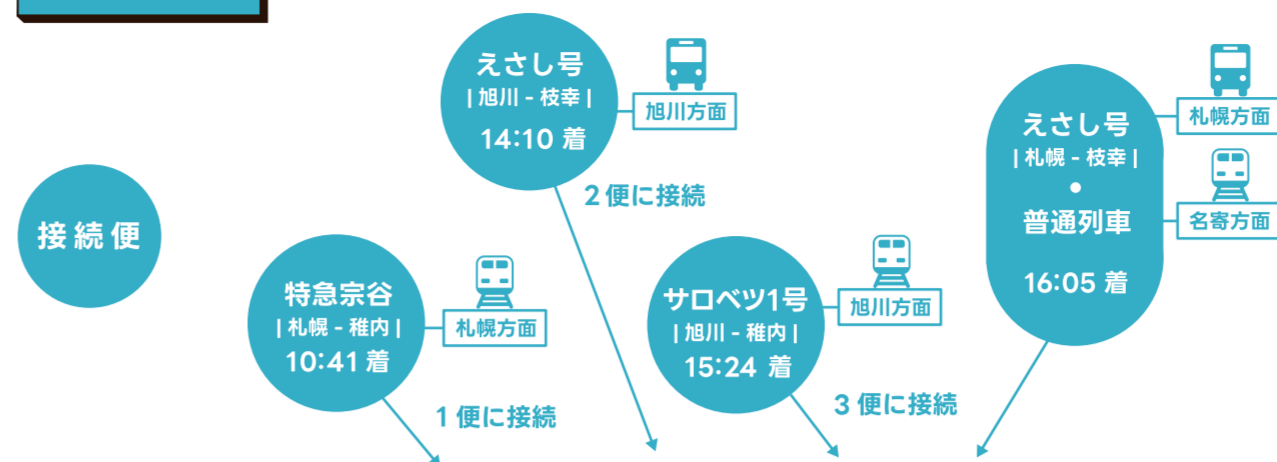 接続便
特急宗谷
| 札幌 - 稚内 |
10:41 着
札幌方面
1 便に接続
えさし号
| 旭川 - 枝幸 |
14:10 着
旭川方面
2 便に接続
サロベツ1号
| 旭川 - 稚内 |
15:24 着
旭川方面
3 便に接続
えさし号
| 札幌 - 枝幸 |
•
普通列車
16:05 着
札幌方面
名寄方面